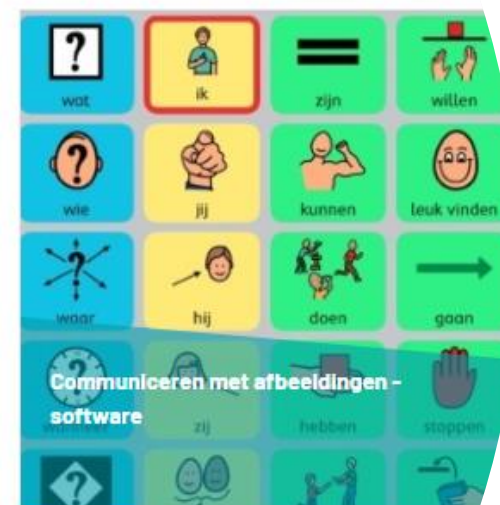 wat ik zijn willen
wie jij kunnen leuk vinden
waar hij doen gaan
Communiceren met afbeeldingen -
software
wanneer zij hebben stoppen